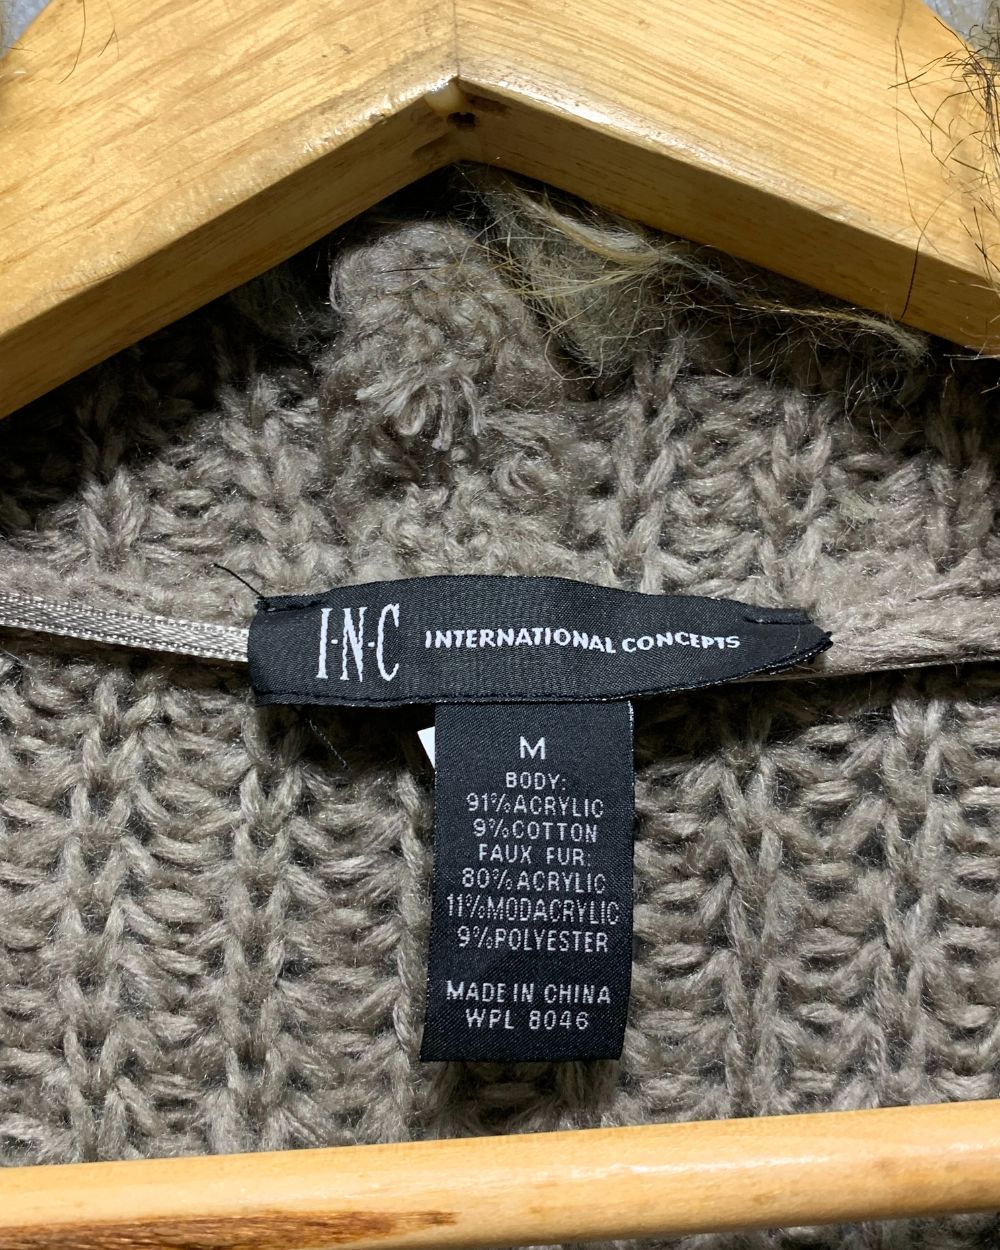 I·N·C INTERNATIONAL CONCEPTS
M
BODY:
91%ACRYLIC
9%COTTON
FAUX FUR:
80%ACRYLIC
11%MODACRYLIC
9%POLYESTER
MADE IN CHINA
WPL 8046